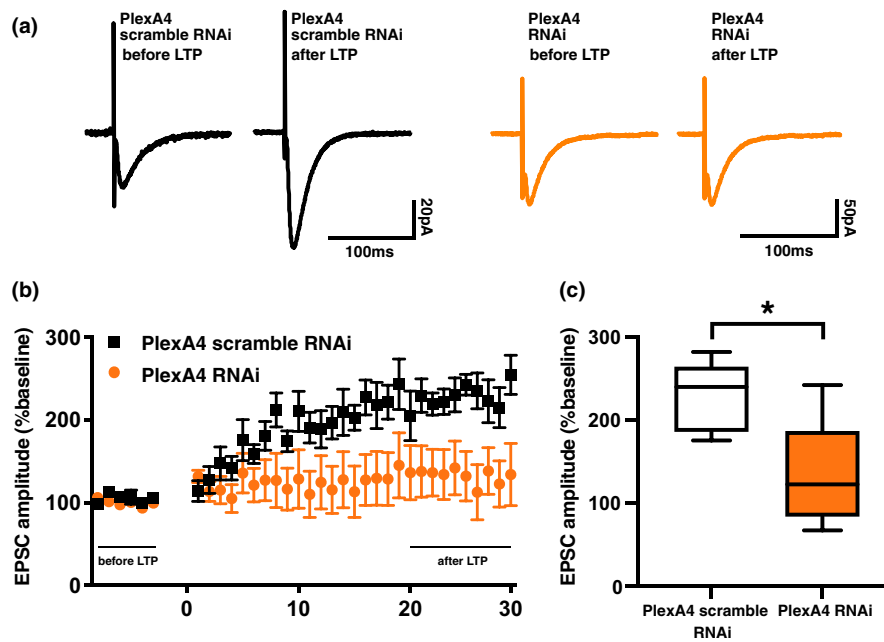 (a)
PlexA4
scramble RNAi
before LTP
PlexA4
scramble RNAi
after LTP
PlexA4
RNAi
before LTP
PlexA4
RNAi
after LTP
20pA
100ms
50pA
100ms
(b)
EPSC amplitude (%baseline)
300
200
100
0
PlexA4 scramble RNAi
PlexA4 RNAi
before LTP
after LTP
0
10
20
30
(c)
EPSC amplitude (%baseline)
300
200
100
0
*
PlexA4 scramble
RNAi
PlexA4 RNAi